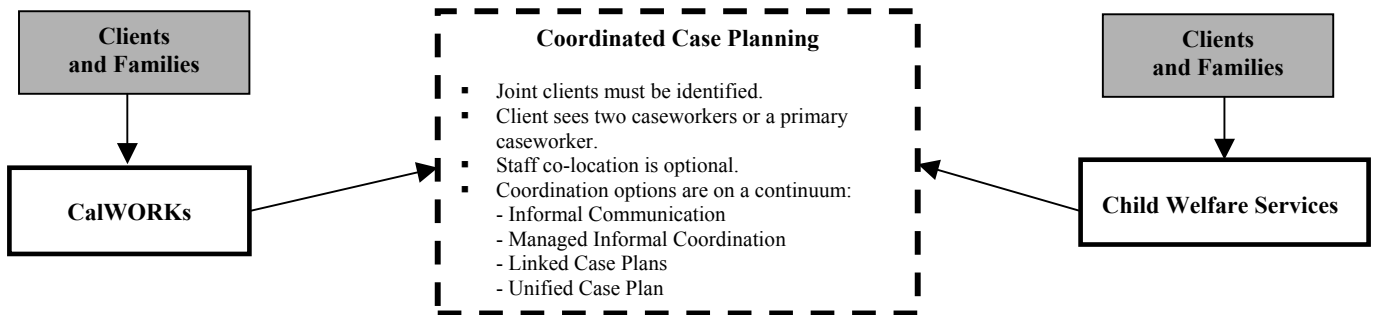 Clients
and Families
CalWORKs
Coordinated Case Planning
▪ Joint clients must be identified.
▪ Client sees two caseworkers or a primary
caseworker.
▪ Staff co-location is optional.
▪ Coordination options are on a continuum:
- Informal Communication
- Managed Informal Coordination
- Linked Case Plans
- Unified Case Plan
Clients
and Families
Child Welfare Services